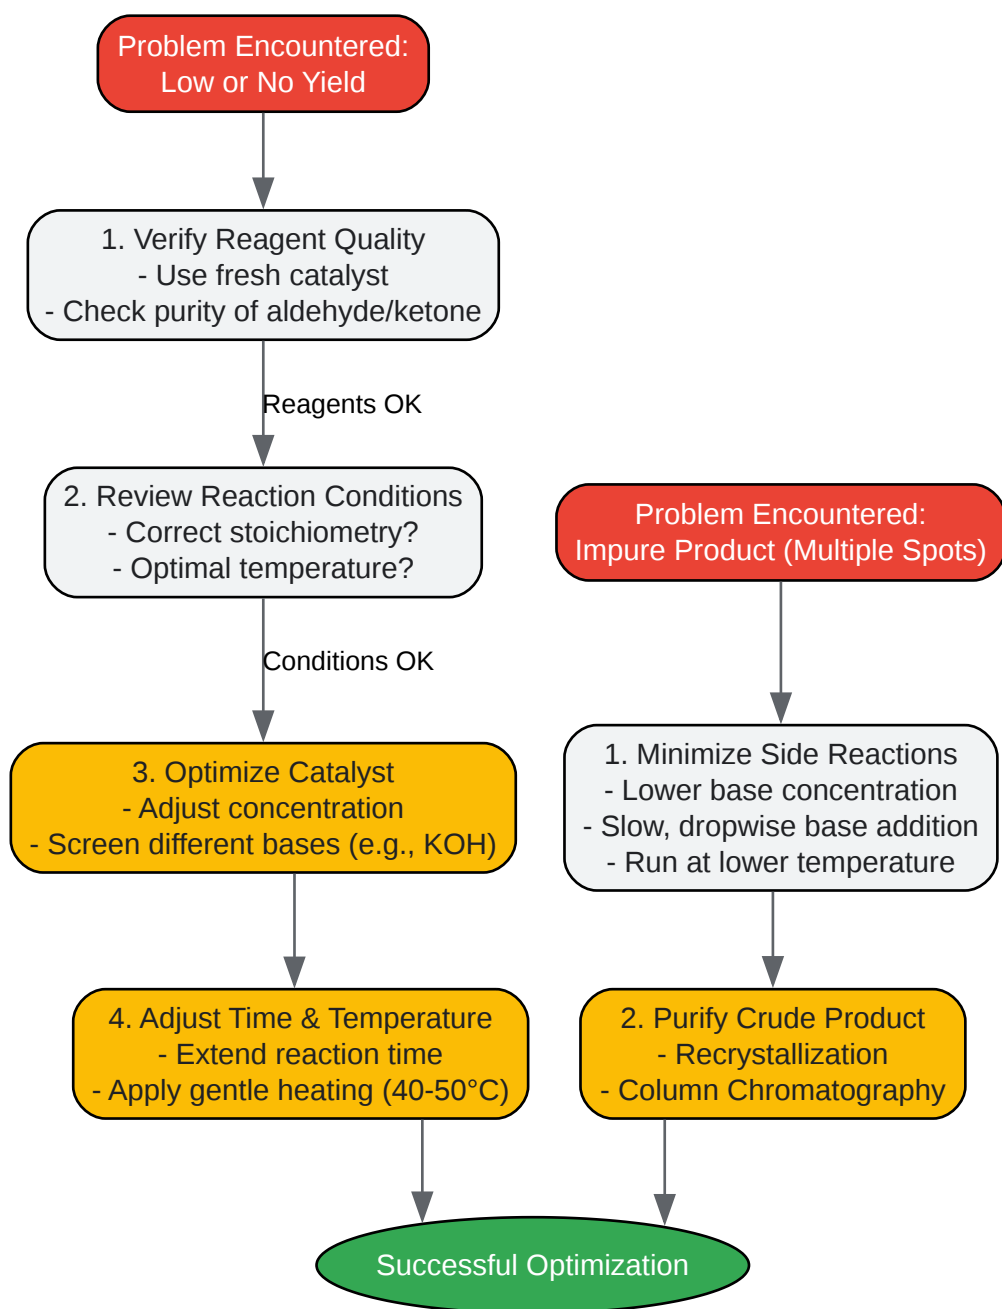 Problem Encountered:
Low or No Yield
1. Verify Reagent Quality
- Use fresh catalyst
- Check purity of aldehyde/ketone
Reagents OK
2. Review Reaction Conditions
- Correct stoichiometry?
- Optimal temperature?
Conditions OK
3. Optimize Catalyst
- Adjust concentration
- Screen different bases (e.g., KOH)
4. Adjust Time & Temperature
- Extend reaction time
- Apply gentle heating (40-50°C)
Problem Encountered:
Impure Product (Multiple Spots)
1. Minimize Side Reactions
- Lower base concentration
- Slow, dropwise base addition
- Run at lower temperature
2. Purify Crude Product
- Recrystallization
- Column Chromatography
Successful Optimization